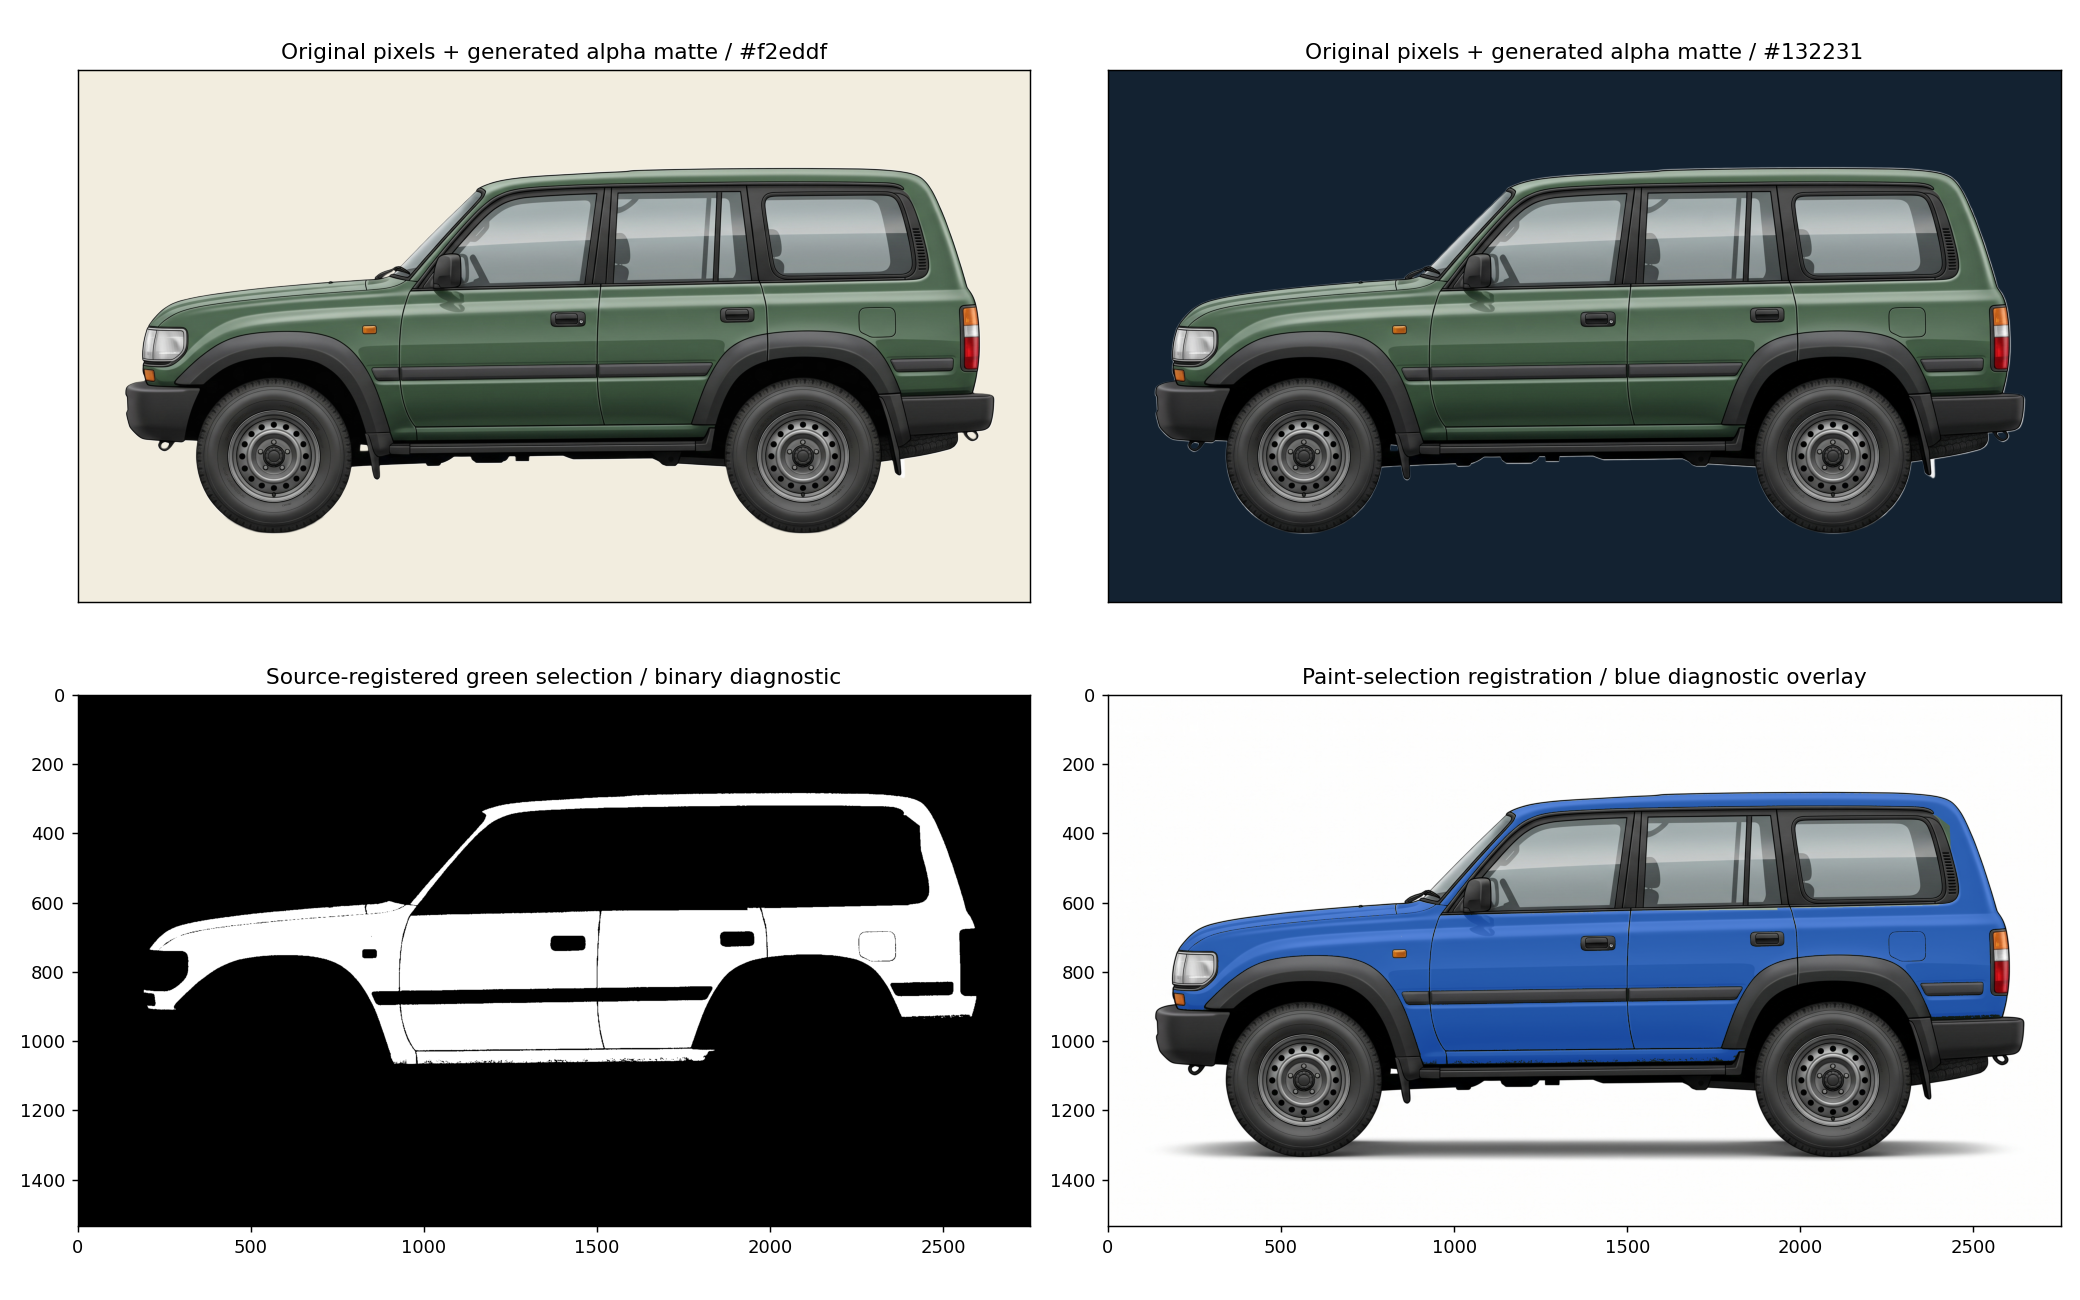 Original pixels + generated alpha matte / #f2eddf
Original pixels + generated alpha matte / #132231
Source-registered green selection / binary diagnostic
0
200
400
600
800
1000
1200
1400
0 500 1000 1500 2000 2500
Paint-selection registration / blue diagnostic overlay
0
200
400
600
800
1000
1200
1400
0 500 1000 1500 2000 2500